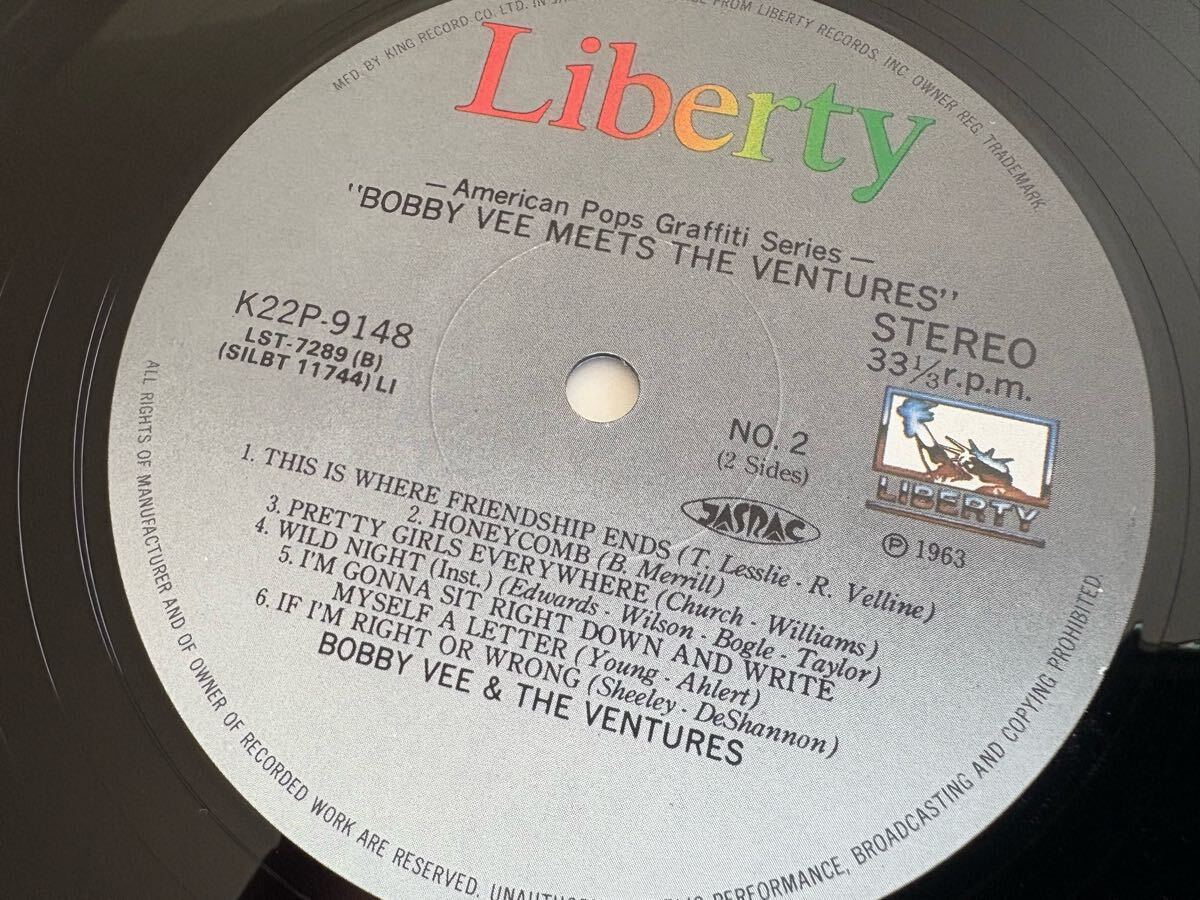 MFD. BY KING RECORD CO. LTD. IN FROM LIBERTY RECORDS, INC. OWNER REG. TRADEMARK
Liberty
— American Pops Graffiti Series —
"BOBBY VEE MEETS THE VENTURES"
K22P-9148
LST-7289 (B)
(SILBT 11744) LI
STEREO
33 1/3 r.p.m.
NO. 2
(2 Sides)
LIBERTY
JASRAC
Ⓟ 1963
1. THIS IS WHERE FRIENDSHIP ENDS (T. Lesslie - R. Velline)
2. HONEYCOMB (B. Merrill)
3. PRETTY GIRLS EVERYWHERE (Church - Williams)
4. WILD NIGHT (Inst.) (Edwards - Wilson - Bogle - Taylor)
5. I'M GONNA SIT RIGHT DOWN AND WRITE
MYSELF A LETTER (Young - Ahlert)
6. IF I'M RIGHT OR WRONG (Sheeley - DeShannon)
BOBBY VEE & THE VENTURES
ALL RIGHTS OF MANUFACTURER AND OF OWNER OF RECORDED WORK ARE RESERVED. PERFORMANCE, BROADCASTING AND COPYING PROHIBITED.